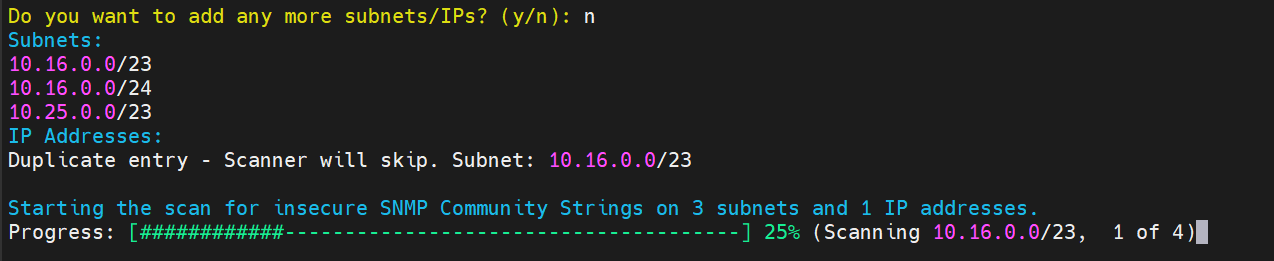 Do you want to add any more subnets/IPs? (y/n): n
Subnets:
10.16.0.0/23
10.16.0.0/24
10.25.0.0/23
IP Addresses:
Duplicate entry - Scanner will skip. Subnet: 10.16.0.0/23
Starting the scan for insecure SNMP Community Strings on 3 subnets and 1 IP addresses.
Progress: [############--------------------------------------] 25% (Scanning 10.16.0.0/23,  1 of 4)